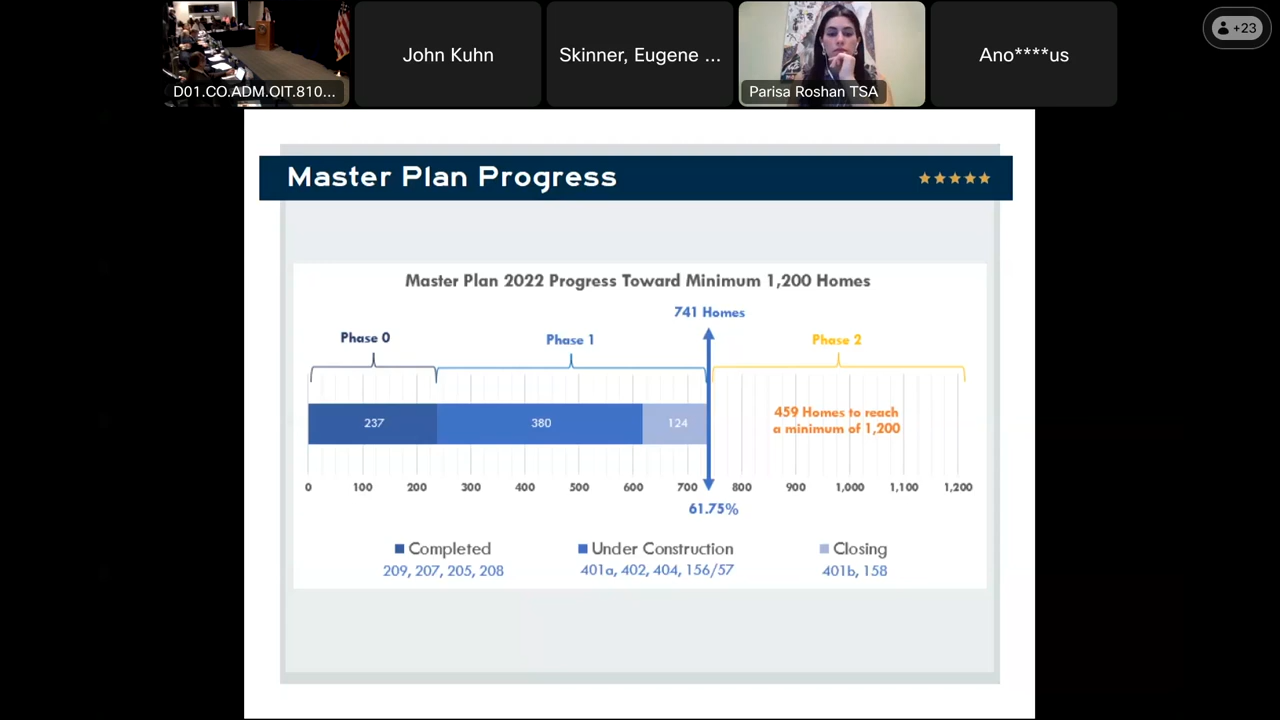 D01.CO.ADM.OIT.810...
John Kuhn
Skinner, Eugene ...
Parisa Roshan TSA
Ano****us
+23
Master Plan Progress
Master Plan 2022 Progress Toward Minimum 1,200 Homes
741 Homes
Phase 0
Phase 1
Phase 2
237
380
124
459 Homes to reach
a minimum of 1,200
0 100 200 300 400 500 600 700 800 900 1,000 1,100 1,200
61.75%
Completed
209, 207, 205, 208
Under Construction
401a, 402, 404, 156/57
Closing
401b, 158